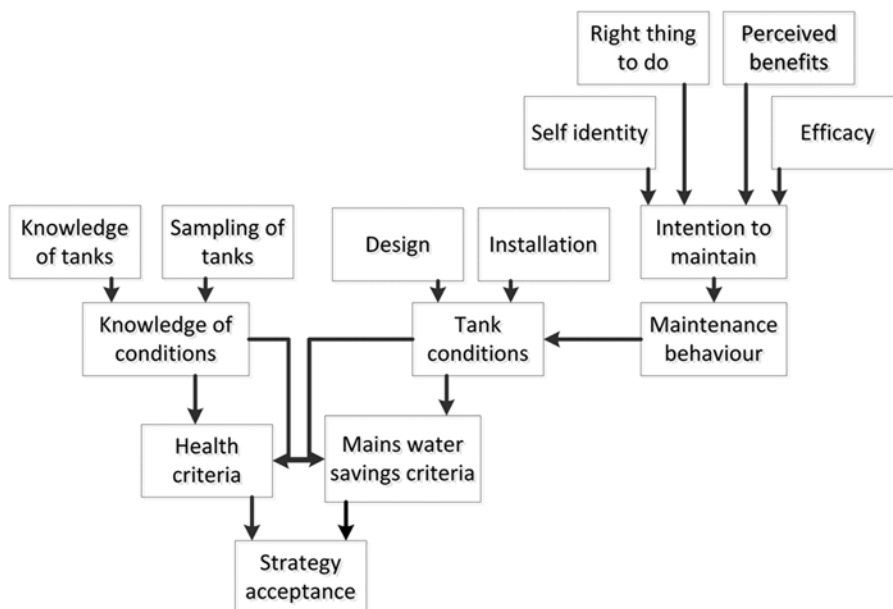 Right thing
to do
Perceived
benefits
Self identity
Efficacy
Knowledge
of tanks
Sampling of
tanks
Design
Installation
Intention to
maintain
Knowledge of
conditions
Tank
conditions
Maintenance
behaviour
Health
criteria
Mains water
savings criteria
Strategy
acceptance